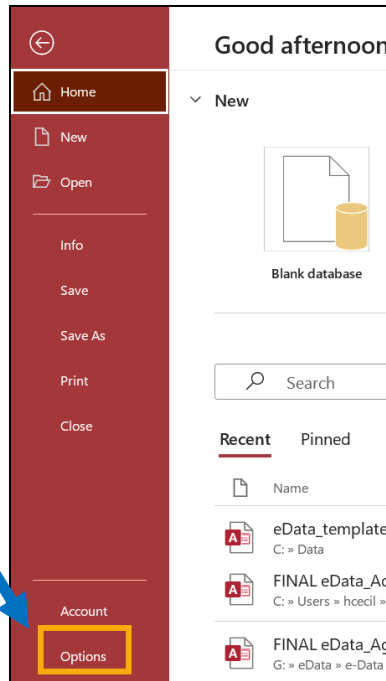 Good afternoon
Home
New
New
Open
Blank database
Info
Save
Save As
Print
Search
Close
Recent Pinned
Name
eData_template
C: » Data
FINAL eData_Ad
C: » Users » hcecil »
Account
FINAL eData_Ag
Options
G: » eData » e-Data